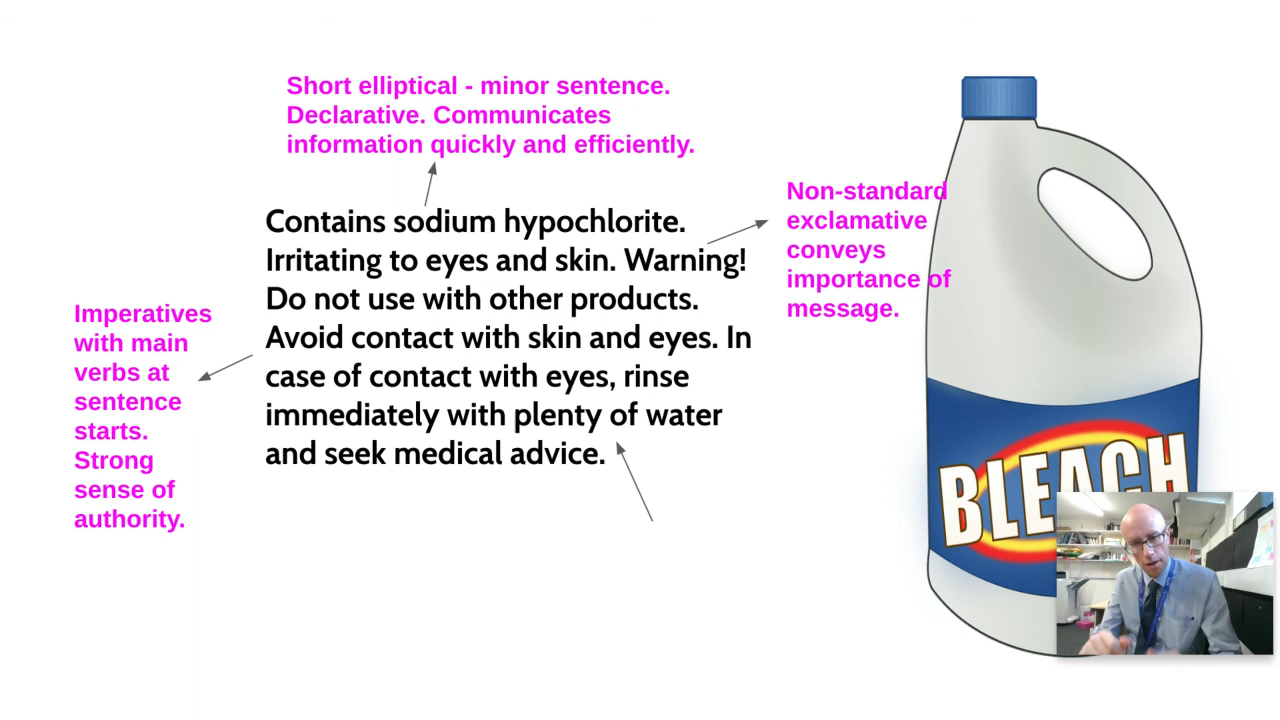 Short elliptical - minor sentence.
Declarative. Communicates
information quickly and efficiently.
Non-standard
exclamative
conveys
importance of
message.
Contains sodium hypochlorite.
Irritating to eyes and skin. Warning!
Do not use with other products.
Avoid contact with skin and eyes. In
case of contact with eyes, rinse
immediately with plenty of water
and seek medical advice.
Imperatives
with main
verbs at
sentence
starts.
Strong
sense of
authority.
BLEACH